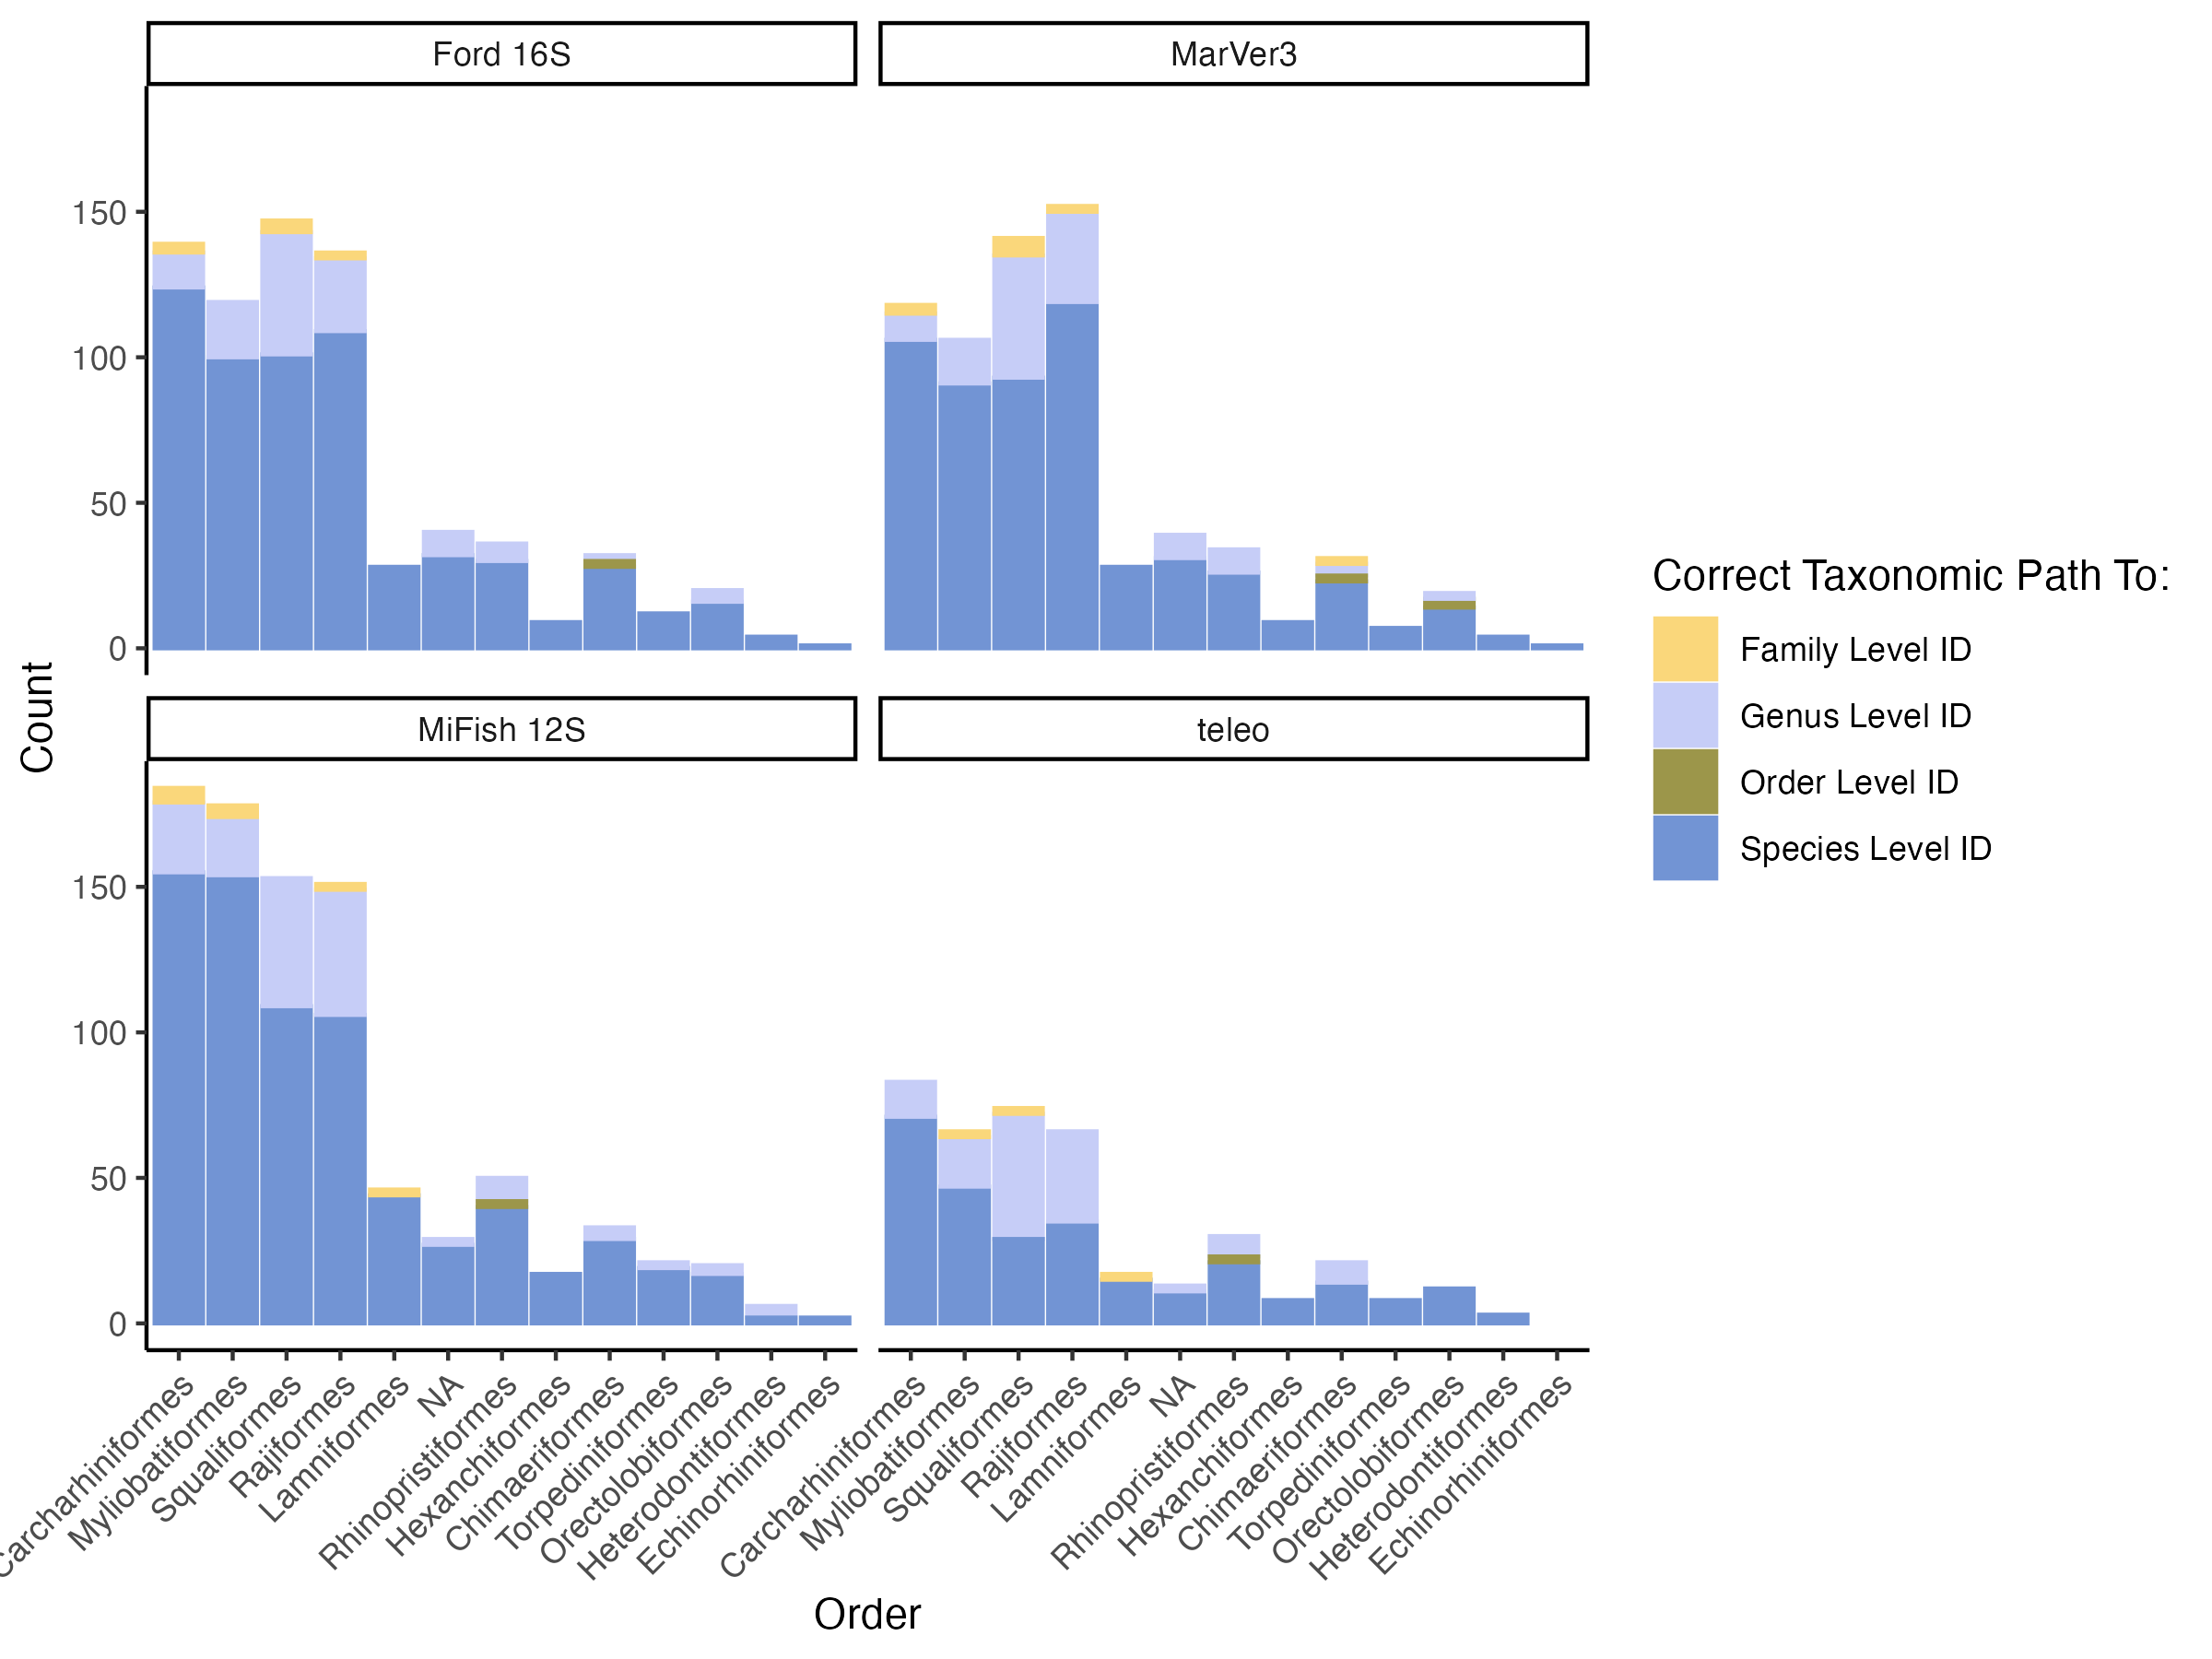 Ford 16S
MarVer3
150
100
50
0
MiFish 12S
teleo
150
100
50
0
Count
Carcharhiniformes
Myliobatiformes
Squaliformes
Rajiformes
Lamniformes
NA
Rhinopristiformes
Hexanchiformes
Chimaeriformes
Torpediniformes
Orectolobiformes
Heterodontiformes
Echinorhiniformes
Carcharhiniformes
Myliobatiformes
Squaliformes
Rajiformes
Lamniformes
NA
Rhinopristiformes
Hexanchiformes
Chimaeriformes
Torpediniformes
Orectolobiformes
Heterodontiformes
Echinorhiniformes
Order
Correct Taxonomic Path To:
Family Level ID
Genus Level ID
Order Level ID
Species Level ID